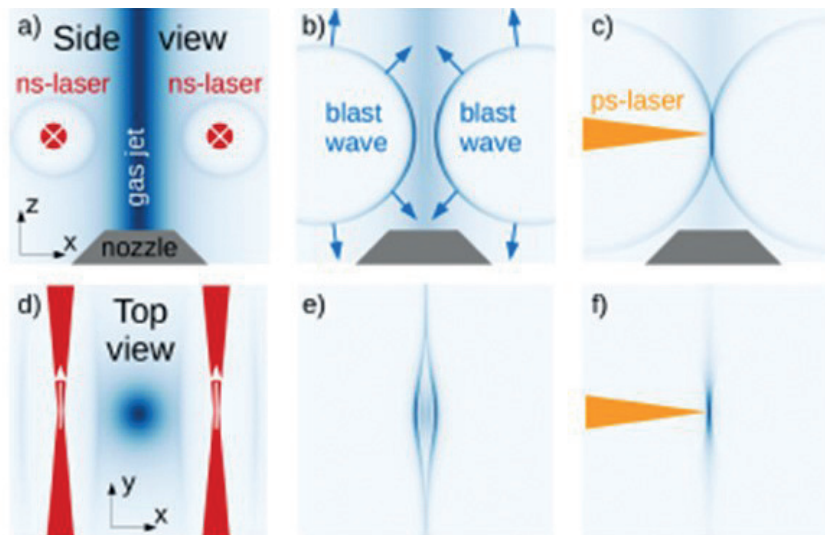 a) Side view
ns-laser ns-laser
gas jet
z
x
nozzle
b)
blast wave
blast wave
c)
ps-laser
d) Top view
y
x
e)
f)